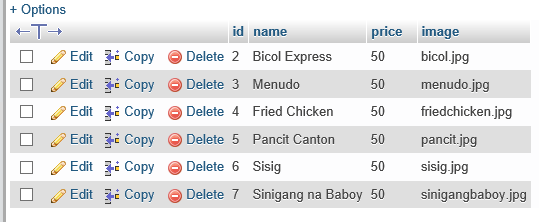 + Options
←T→ id name price image
Edit Copy Delete 2 Bicol Express 50 bicol.jpg
Edit Copy Delete 3 Menudo 50 menudo.jpg
Edit Copy Delete 4 Fried Chicken 50 friedchicken.jpg
Edit Copy Delete 5 Pancit Canton 50 pancit.jpg
Edit Copy Delete 6 Sisig 50 sisig.jpg
Edit Copy Delete 7 Sinigang na Baboy 50 sinigangbaboy.jpg